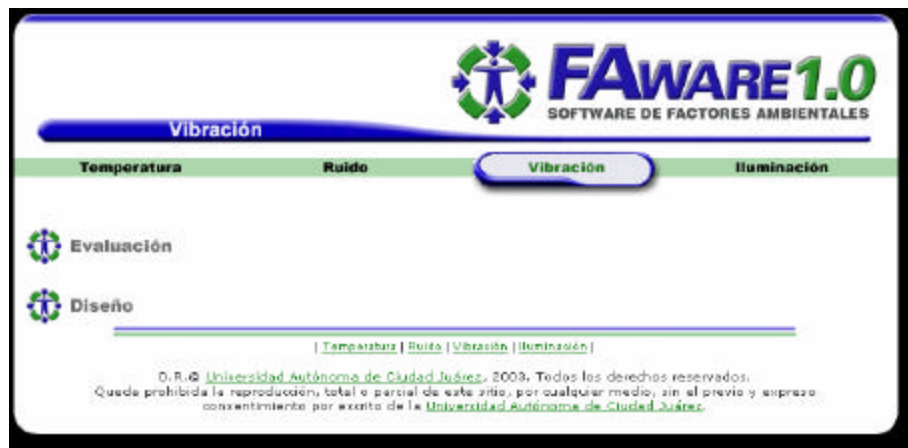 FAWARE1.0
SOFTWARE DE FACTORES AMBIENTALES
Vibración
Temperatura Ruido Vibración Iluminación
Evaluación
Diseño
| Temperatura | Ruido | Vibración | Iluminación |
D.R.© Universidad Autónoma de Ciudad Juárez, 2003. Todos los derechos reservados.
Queda prohibida la reproducción, total o parcial de este sitio, por cualquier medio, sin el previo y expreso
consentimiento por escrito de la Universidad Autónoma de Ciudad Juárez.